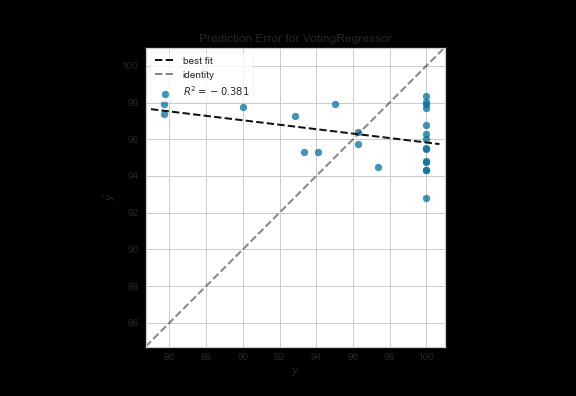 Prediction Error for VotingRegressor
best fit
identity
R² = −0.381
100
98
96
94
92
90
88
86
ŷ
86 88 90 92 94 96 98 100
y